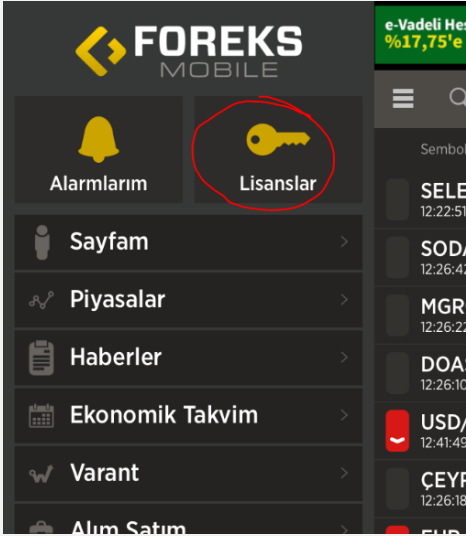 FOREKS
MOBILE
Alarmlarım
Lisanslar
Sayfam
Piyasalar
Haberler
Ekonomik Takvim
Varant
Alım Satım
e-Vadeli Hes
%17,75'e
Sembol
SELE
12:22:51
SODA
12:26:42
MGR
12:26:22
DOAS
12:26:10
USD/
12:41:49
ÇEYR
12:26:18
EUR